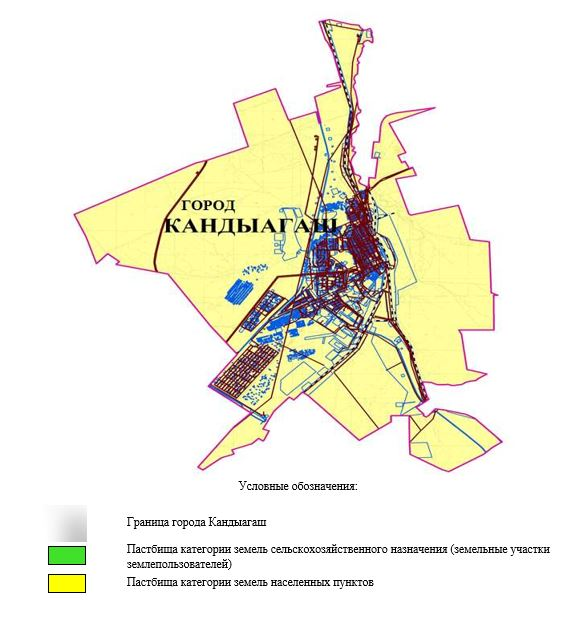 ГОРОД
КАНДЫАГАШ
Условные обозначения:
Граница города Кандыагаш
Пастбища категории земель сельскохозяйственного назначения (земельные участки
землепользователей)
Пастбища категории земель населенных пунктов